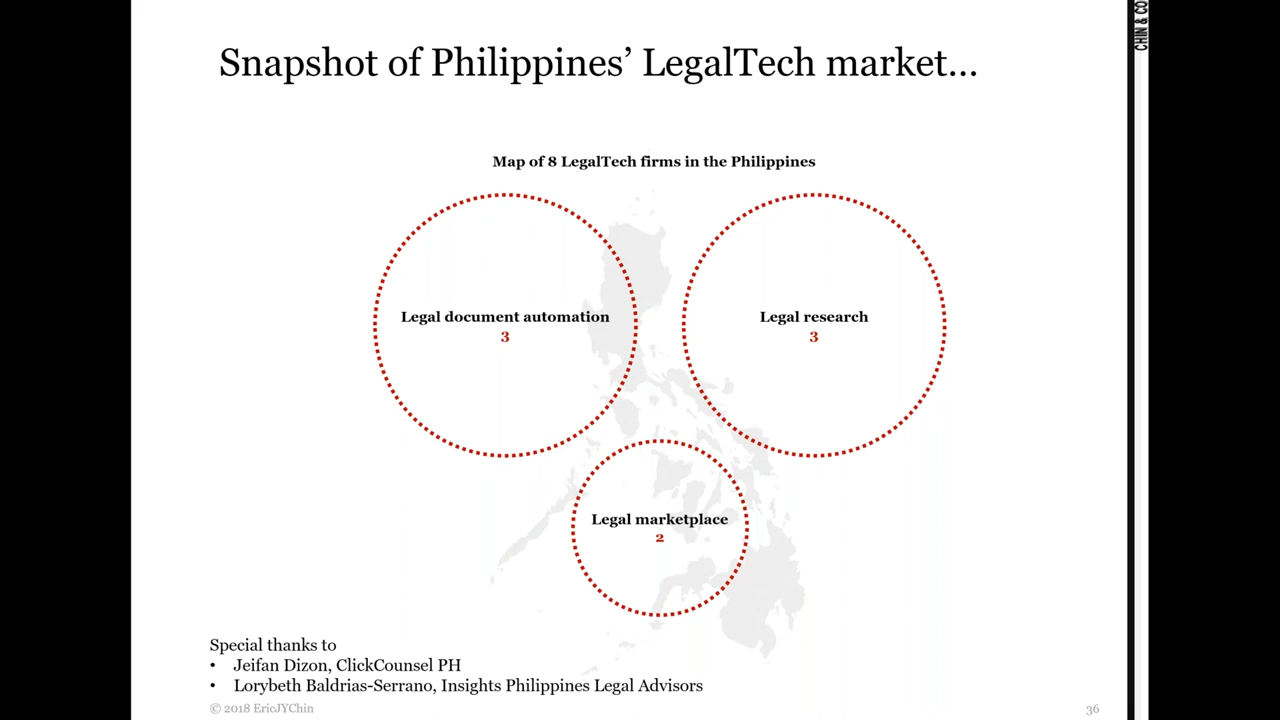 Snapshot of Philippines’ LegalTech market...
CHIN & CO
Map of 8 LegalTech firms in the Philippines
Legal document automation
3
Legal research
3
Legal marketplace
2
Special thanks to
• Jeifan Dizon, ClickCounsel PH
• Lorybeth Baldrias-Serrano, Insights Philippines Legal Advisors
© 2018 EricJYChin
36